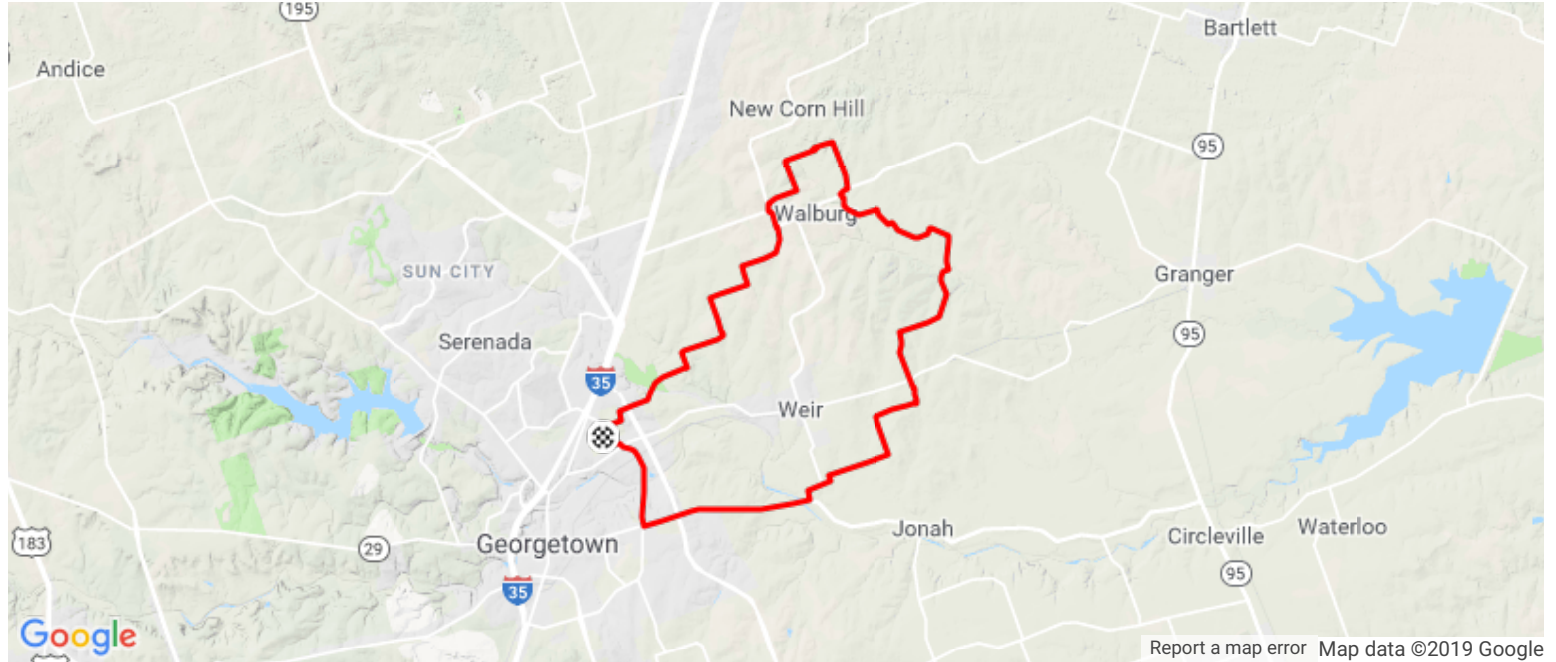 195
Bartlett
Andice
New Corn Hill
95
Walburg
SUN CITY
Granger
95
Serenada
35
Weir
Jonah
Waterloo
Circleville
183
29
Georgetown
95
35
Google
Report a map error
Map data ©2019 Google